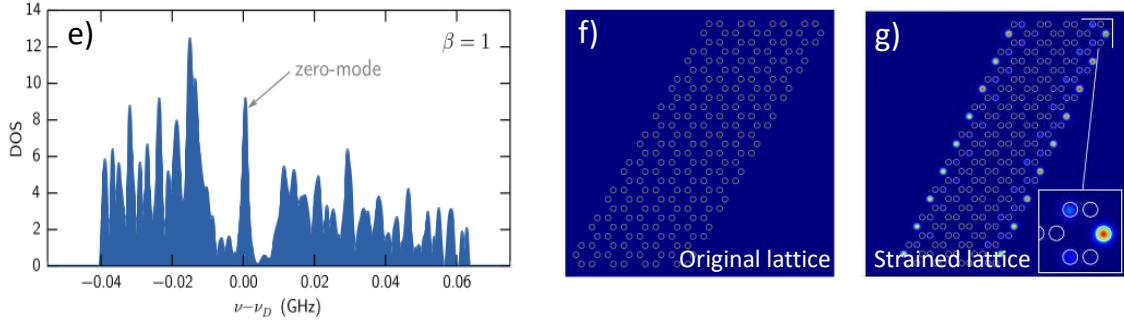 e)
β = 1
zero-mode
DOS
14
12
10
8
6
4
2
0
−0.04 −0.02 0.00 0.02 0.04 0.06
ν−ν_D (GHz)
f)
Original lattice
g)
Strained lattice